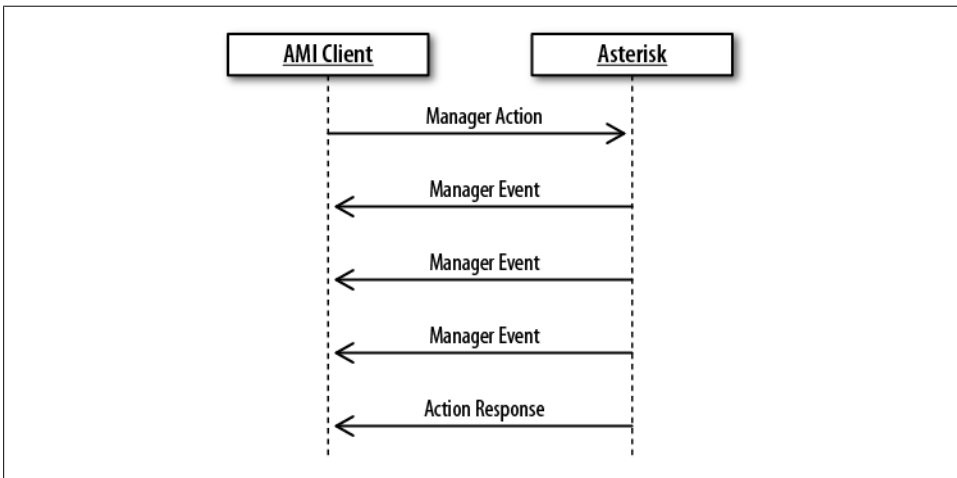 AMI Client
Asterisk
Manager Action
Manager Event
Manager Event
Manager Event
Action Response